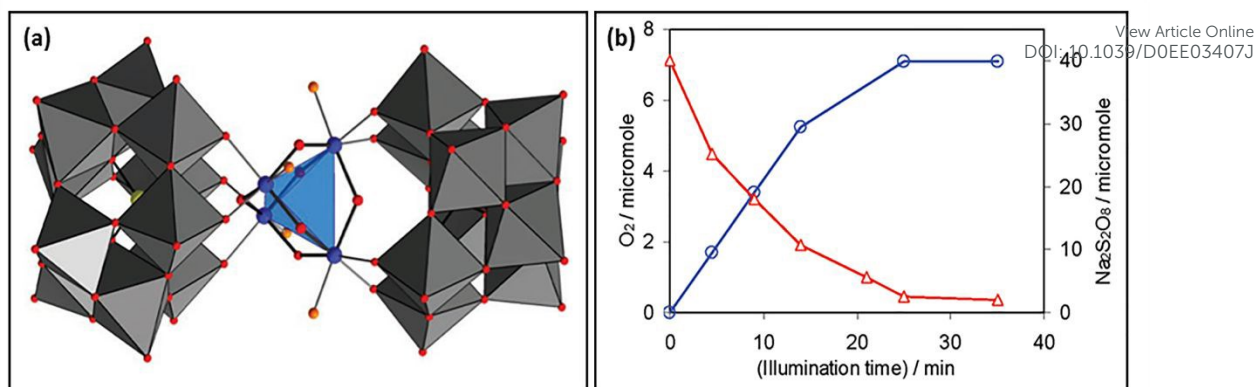 (a)
(b)
View Article Online
DOI: 10.1039/D0EE03407J
8
6
4
2
0
O₂ / micromole
40
30
20
10
0
Na₂S₂O₈ / micromole
0 10 20 30 40
(Illumination time) / min